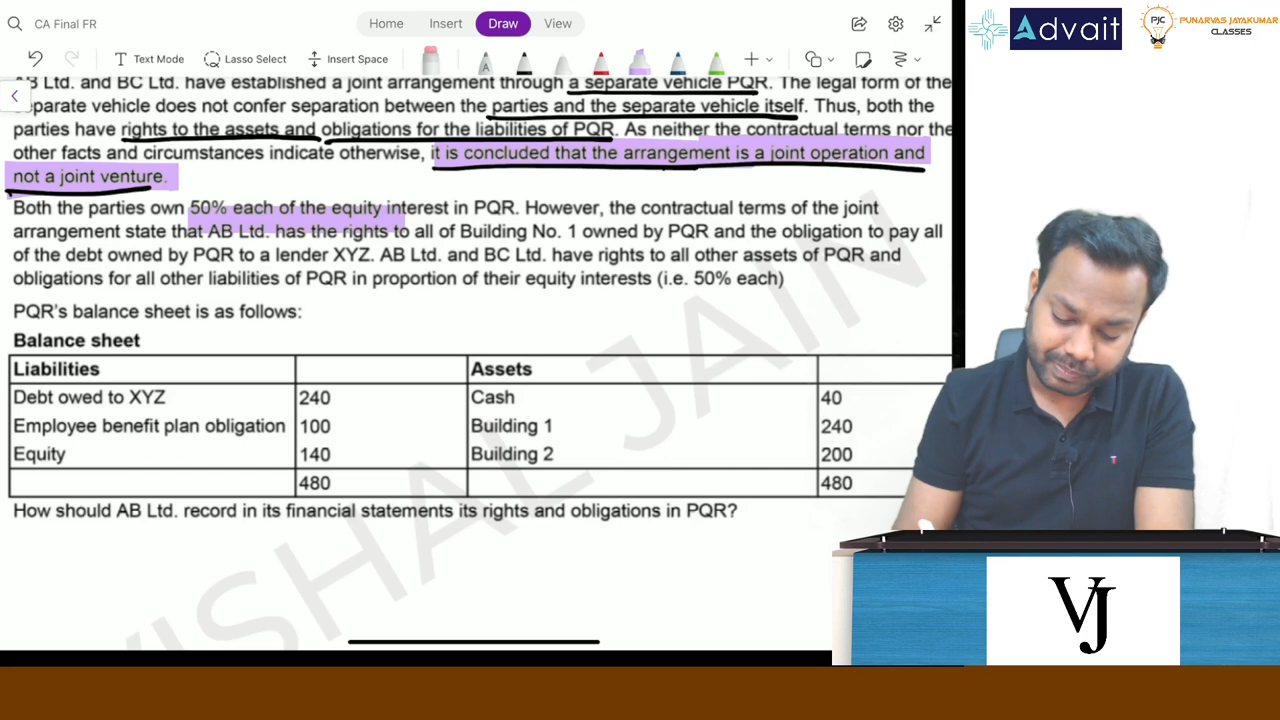 CA Final FR
Home Insert Draw View
Text Mode Lasso Select Insert Space
Advait
PJC
PUNARVAS JAYAKUMAR
CLASSES
AB Ltd. and BC Ltd. have established a joint arrangement through a separate vehicle PQR. The legal form of the
separate vehicle does not confer separation between the parties and the separate vehicle itself. Thus, both the
parties have rights to the assets and obligations for the liabilities of PQR. As neither the contractual terms nor the
other facts and circumstances indicate otherwise, it is concluded that the arrangement is a joint operation and
not a joint venture.
Both the parties own 50% each of the equity interest in PQR. However, the contractual terms of the joint
arrangement state that AB Ltd. has the rights to all of Building No. 1 owned by PQR and the obligation to pay all
of the debt owned by PQR to a lender XYZ. AB Ltd. and BC Ltd. have rights to all other assets of PQR and
obligations for all other liabilities of PQR in proportion of their equity interests (i.e. 50% each)
PQR's balance sheet is as follows:
Balance sheet
Liabilities Assets
Debt owed to XYZ 240 Cash 40
Employee benefit plan obligation 100 Building 1 240
Equity 140 Building 2 200
480 480
How should AB Ltd. record in its financial statements its rights and obligations in PQR?
VISHAL JAIN
VJ